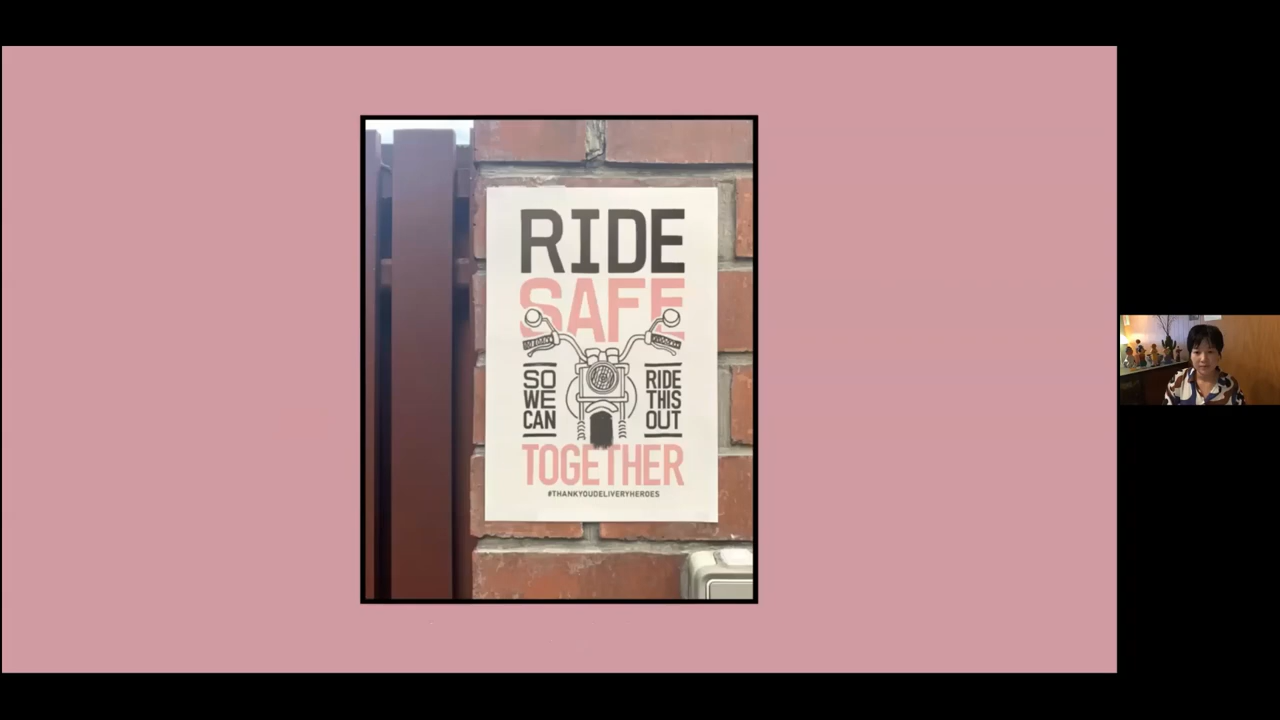 RIDE
SAFE
SO
WE
CAN
RIDE
THIS
OUT
TOGETHER
#THANKYOUDELIVERYHEROES